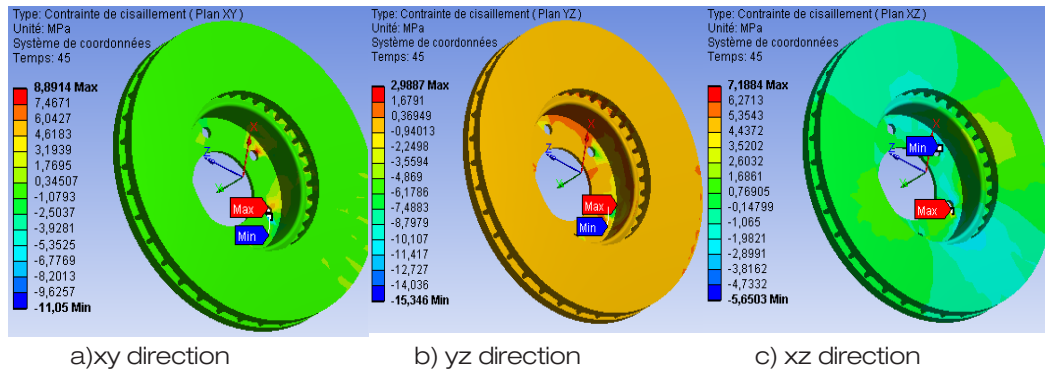 Type: Contrainte de cisaillement ( Plan XY)
Unité: MPa
Système de coordonnées
Temps: 45
8,8914 Max
7,4671
6,0427
4,6183
3,1939
1,7695
0,34507
-1,0793
-2,5037
-3,9281
-5,3525
-6,7769
-8,2013
-9,6257
-11,05 Min
X
Z
Y
Max
Min
Type: Contrainte de cisaillement ( Plan YZ)
Unité: MPa
Système de coordonnées
Temps: 45
2,9887 Max
1,6791
0,36949
-0,94013
-2,2498
-3,5594
-4,869
-6,1786
-7,4883
-8,7979
-10,107
-11,417
-12,727
-14,036
-15,346 Min
X
Z
Y
Max
Min
Type: Contrainte de cisaillement ( Plan XZ)
Unité: MPa
Système de coordonnées
Temps: 45
7,1884 Max
6,2713
5,3543
4,4372
3,5202
2,6032
1,6861
0,76905
-0,14799
-1,065
-1,9821
-2,8991
-3,8162
-4,7332
-5,6503 Min
X
Min
Z
Y
Max
a)xy direction
b) yz direction
c) xz direction